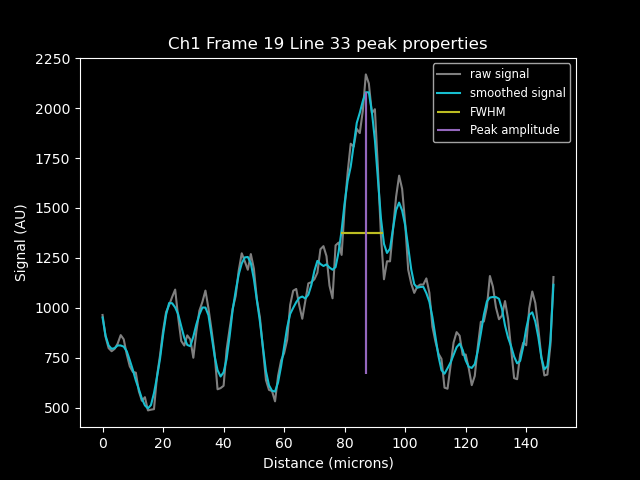 Ch1 Frame 19 Line 33 peak properties
raw signal
smoothed signal
FWHM
Peak amplitude
Signal (AU)
2250
2000
1750
1500
1250
1000
750
500
0 20 40 60 80 100 120 140
Distance (microns)